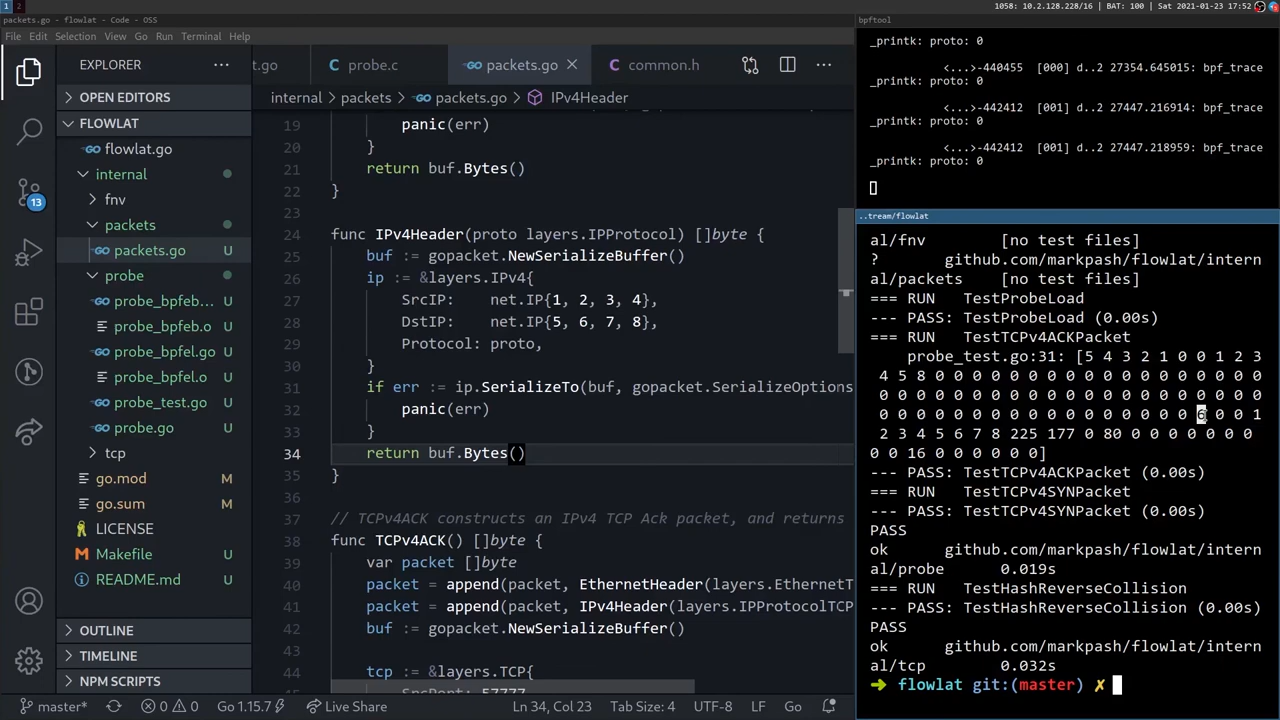 1 2
1058: 10.2.128.228/16 | BAT: 100 | Sat 2021-01-23 17:52
packets.go - flowlat - Code - OSS
File Edit Selection View Go Run Terminal Help
EXPLORER ···
OPEN EDITORS
FLOWLAT
flowlat.go
internal
fnv
packets
packets.go U
probe
probe_bpfeb... U
probe_bpfeb.o U
probe_bpfel.go U
probe_bpfel.o U
probe_test.go U
probe.go U
tcp
go.mod M
go.sum M
LICENSE
Makefile U
README.md U
OUTLINE
TIMELINE
NPM SCRIPTS
13
t.go
probe.c
packets.go
common.h
internal > packets > packets.go > IPv4Header
19 panic(err)
20 }
21 return buf.Bytes()
22 }
23
24 func IPv4Header(proto layers.IPProtocol) []byte {
25 buf := gopacket.NewSerializeBuffer()
26 ip := &layers.IPv4{
27 SrcIP: net.IP{1, 2, 3, 4},
28 DstIP: net.IP{5, 6, 7, 8},
29 Protocol: proto,
30 }
31 if err := ip.SerializeTo(buf, gopacket.SerializeOptions
32 panic(err)
33 }
34 return buf.Bytes()
35 }
36
37 // TCPv4ACK constructs an IPv4 TCP Ack packet, and returns
38 func TCPv4ACK() []byte {
39 var packet []byte
40 packet = append(packet, EthernetHeader(layers.EthernetT
41 packet = append(packet, IPv4Header(layers.IPProtocolTCP
42 buf := gopacket.NewSerializeBuffer()
43
44 tcp := &layers.TCP{
master* 0 0 Go 1.15.7 Live Share Ln 34, Col 23 Tab Size: 4 UTF-8 LF Go
bpftool
_printk: proto: 0
<...>-440455 [000] d..2 27354.645015: bpf_trace
_printk: proto: 0
<...>-442412 [001] d..2 27447.216914: bpf_trace
_printk: proto: 0
<...>-442412 [001] d..2 27447.218959: bpf_trace
_printk: proto: 0
..tream/flowlat
al/fnv [no test files]
? github.com/markpash/flowlat/intern
al/packets [no test files]
=== RUN TestProbeLoad
--- PASS: TestProbeLoad (0.00s)
=== RUN TestTCPv4ACKPacket
probe_test.go:31: [5 4 3 2 1 0 0 1 2 3
4 5 8 0 0 0 0 0 0 0 0 0 0 0 0 0 0 0 0 0 0
0 0 0 0 0 0 0 0 0 0 0 0 0 0 0 0 0 0 0 0 0
0 0 0 0 0 0 0 0 0 0 0 0 0 0 0 0 0 6 0 0 1
2 3 4 5 6 7 8 225 177 0 80 0 0 0 0 0 0 0
0 0 16 0 0 0 0 0 0]
--- PASS: TestTCPv4ACKPacket (0.00s)
=== RUN TestTCPv4SYNPacket
--- PASS: TestTCPv4SYNPacket (0.00s)
PASS
ok github.com/markpash/flowlat/intern
al/probe 0.019s
=== RUN TestHashReverseCollision
--- PASS: TestHashReverseCollision (0.00s)
PASS
ok github.com/markpash/flowlat/intern
al/tcp 0.032s
➜ flowlat git:(master) ✗